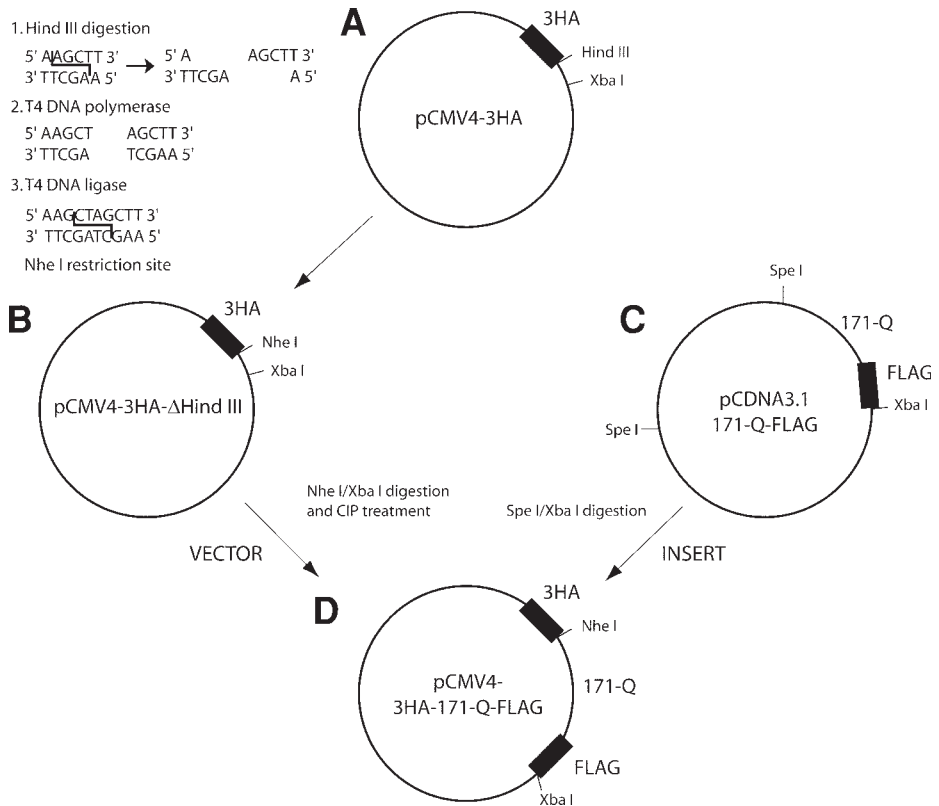 1. Hind III digestion
5' AAGCTT 3'
3' TTCGAA 5'
5' A AGCTT 3'
3' TTCGA A 5'
2. T4 DNA polymerase
5' AAGCT AGCTT 3'
3' TTCGA TCGAA 5'
3. T4 DNA ligase
5' AAGCTAGCTT 3'
3' TTCGATCGAA 5'
Nhe I restriction site
A
3HA
Hind III
Xba I
pCMV4-3HA
B
3HA
Nhe I
Xba I
pCMV4-3HA-ΔHind III
C
Spe I
171-Q
FLAG
Xba I
pCDNA3.1
171-Q-FLAG
Spe I
Nhe I/Xba I digestion
and CIP treatment
VECTOR
Spe I/Xba I digestion
INSERT
D
3HA
Nhe I
171-Q
pCMV4-
3HA-171-Q-FLAG
FLAG
Xba I